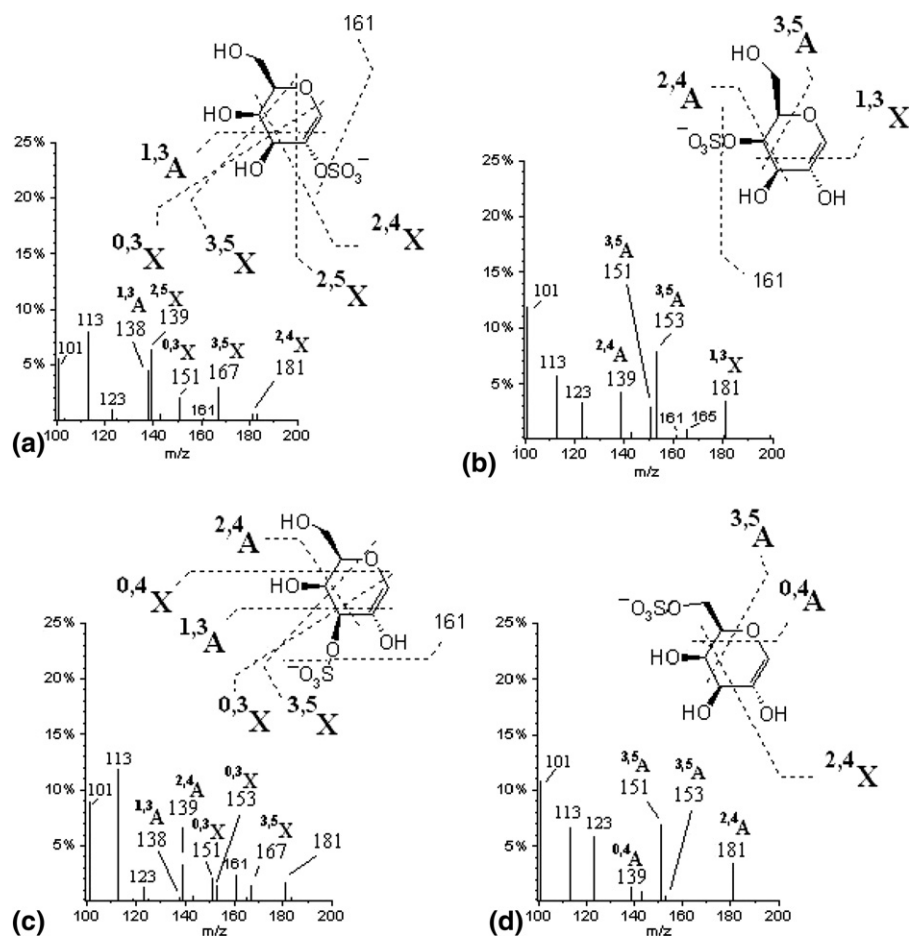 161
HO
O
HO
HO
OSO₃⁻
1,3A
0,3X
3,5X
2,5X
2,4X
25%
20%
15%
10%
5%
101
113
123
1,3A
138
2,5X
139
0,3X
151
161
3,5X
167
2,4X
181
100 120 140 160 180 200
m/z
(a)
3,5A
2,4A
1,3X
HO
O
⁻O₃SO
HO
OH
161
25%
20%
15%
10%
5%
101
113
123
2,4A
139
3,5A
151
3,5A
153
161
165
1,3X
181
100 120 140 160 180 200
m/z
(b)
2,4A
0,4X
1,3A
0,3X
3,5X
HO
O
HO
OH
O
⁻O₃S
161
25%
20%
15%
10%
5%
101
113
123
1,3A
138
2,4A
139
0,3X
151
0,3X
153
161
3,5X
167
181
100 120 140 160 180 200
m/z
(c)
3,5A
0,4A
2,4X
⁻O₃SO
O
HO
HO
OH
25%
20%
15%
10%
5%
101
113
123
0,4A
139
3,5A
151
3,5A
153
2,4A
181
100 120 140 160 180 200
m/z
(d)